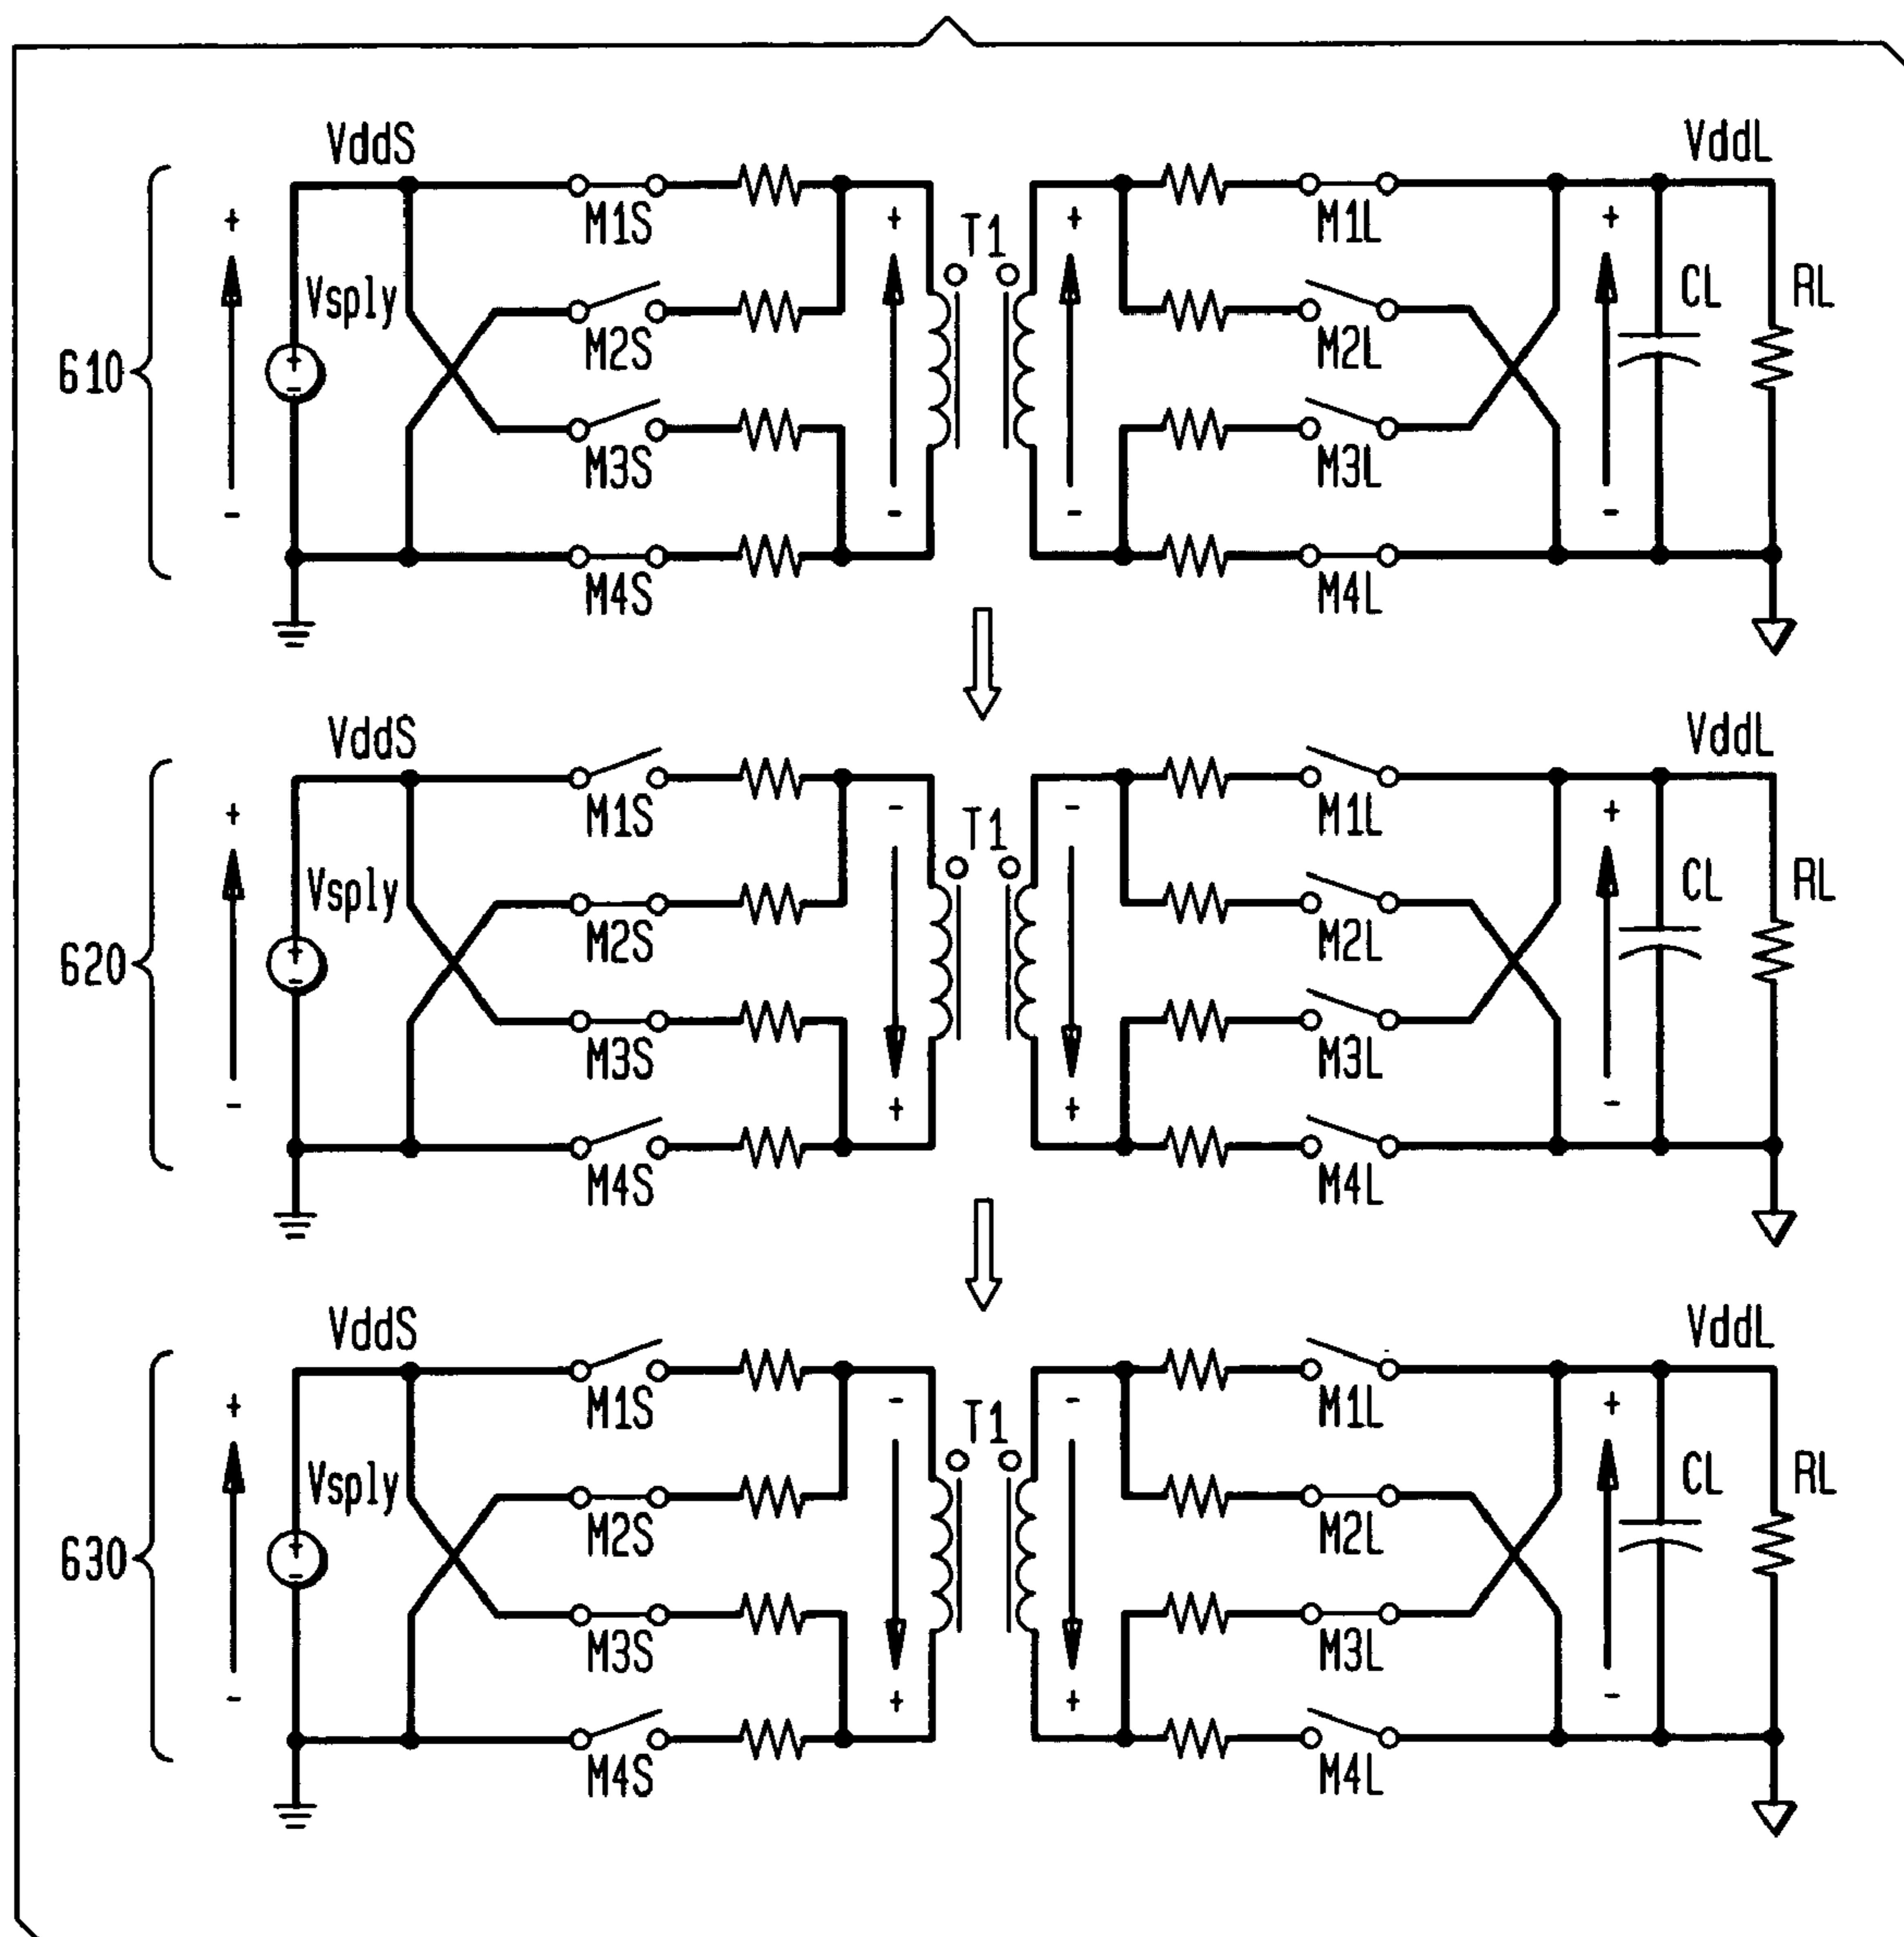 VddS VddL
+ M1S + T1 + M1L +
Vsply CL RL
610 + M2S M2L
- M3S M3L
- - - -
M4S M4L
VddS VddL
+ M1S - T1 - M1L +
Vsply CL RL
620 + M2S M2L
- M3S M3L
- + + -
M4S M4L
VddS VddL
+ M1S - T1 - M1L +
Vsply CL RL
630 + M2S M2L
- M3S M3L
- + + -
M4S M4L